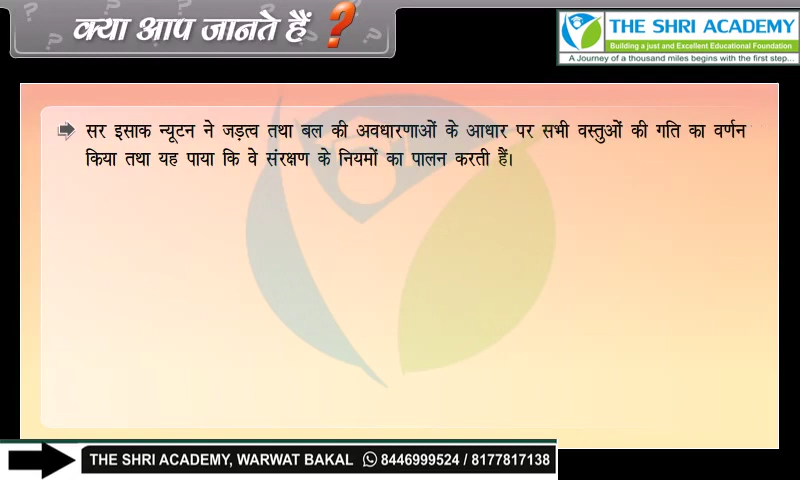 क्या आप जानते हैं ?
THE SHRI ACADEMY
Building a just and Excellent Educational Foundation
A Journey of a thousand miles begins with the first step...
सर इसाक न्यूटन ने जड़त्व तथा बल की अवधारणाओं के आधार पर सभी वस्तुओं की गति का वर्णन
किया तथा यह पाया कि वे संरक्षण के नियमों का पालन करती हैं।
THE SHRI ACADEMY, WARWAT BAKAL 8446999524 / 8177817138